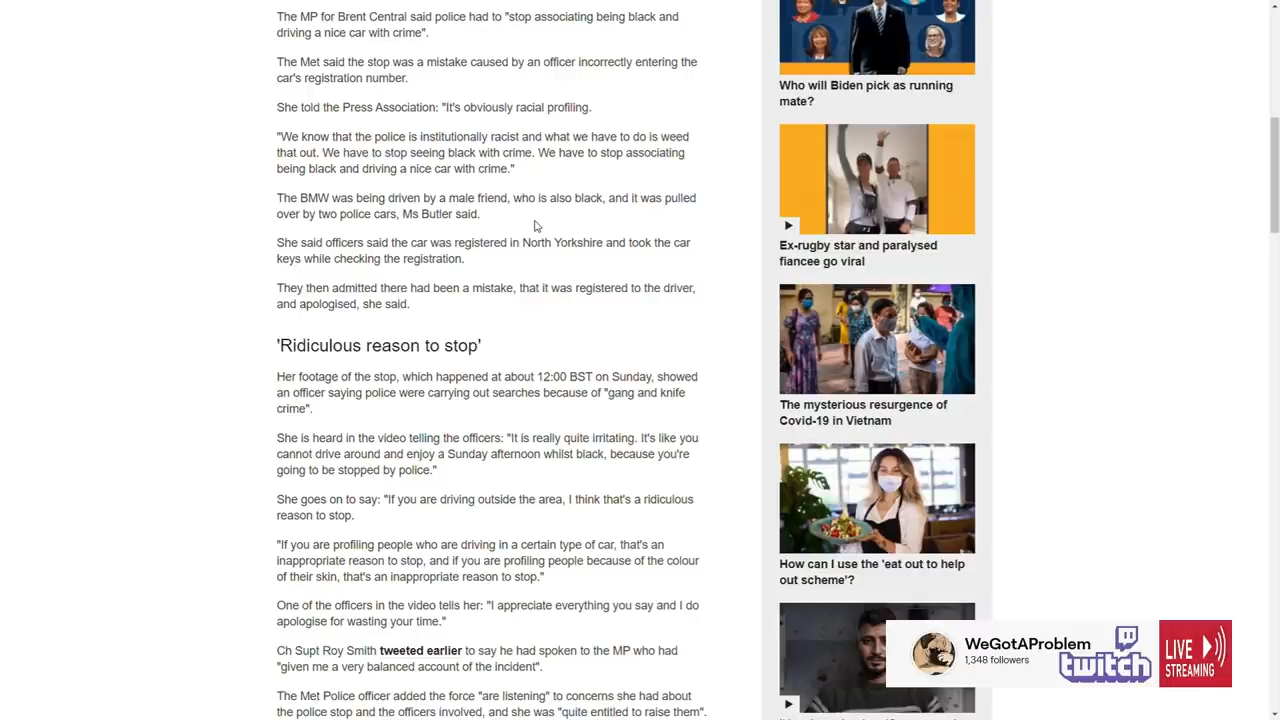 The MP for Brent Central said police had to "stop associating being black and
driving a nice car with crime".
The Met said the stop was a mistake caused by an officer incorrectly entering the
car's registration number.
She told the Press Association: "It's obviously racial profiling.
"We know that the police is institutionally racist and what we have to do is weed
that out. We have to stop seeing black with crime. We have to stop associating
being black and driving a nice car with crime."
The BMW was being driven by a male friend, who is also black, and it was pulled
over by two police cars, Ms Butler said.
She said officers said the car was registered in North Yorkshire and took the car
keys while checking the registration.
They then admitted there had been a mistake, that it was registered to the driver,
and apologised, she said.
'Ridiculous reason to stop'
Her footage of the stop, which happened at about 12:00 BST on Sunday, showed
an officer saying police were carrying out searches because of "gang and knife
crime".
She is heard in the video telling the officers: "It is really quite irritating. It's like you
cannot drive around and enjoy a Sunday afternoon whilst black, because you're
going to be stopped by police."
She goes on to say: "If you are driving outside the area, I think that's a ridiculous
reason to stop.
"If you are profiling people who are driving in a certain type of car, that's an
inappropriate reason to stop, and if you are profiling people because of the colour
of their skin, that's an inappropriate reason to stop."
One of the officers in the video tells her: "I appreciate everything you say and I do
apologise for wasting your time."
Ch Supt Roy Smith tweeted earlier to say he had spoken to the MP who had
"given me a very balanced account of the incident".
The Met Police officer added the force "are listening" to concerns she had about
the police stop and the officers involved, and she was "quite entitled to raise them".
Who will Biden pick as running
mate?
Ex-rugby star and paralysed
fiancee go viral
The mysterious resurgence of
Covid-19 in Vietnam
How can I use the 'eat out to help
out scheme'?
WeGotAProblem
1,348 followers
twitch
LIVE
STREAMING